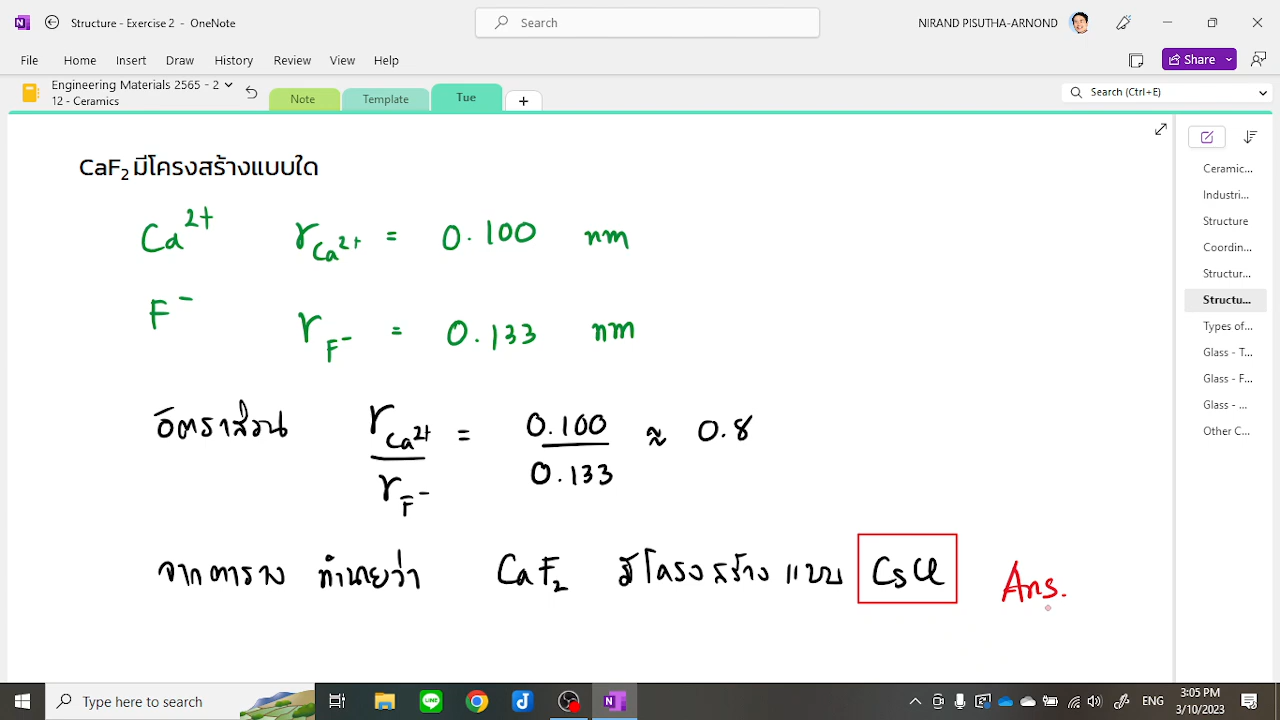 Structure - Exercise 2 - OneNote
Search
NIRAND PISUTHA-ARNOND
File Home Insert Draw History Review View Help
Share
Engineering Materials 2565 - 2
12 - Ceramics
Note Template Tue +
Search (Ctrl+E)
CaF₂ มีโครงสร้างแบบใด
Ca²⁺ r Ca²⁺ = 0.100 nm
F⁻ r F⁻ = 0.133 nm
อัตราส่วน r Ca²⁺ / r F⁻ = 0.100 / 0.133 ≈ 0.8
จากตาราง ทำนายว่า CaF₂ มีโครงสร้าง แบบ CsCl Ans.
Ceramic...
Industri...
Structure
Coordin...
Structur...
Structu...
Types of...
Glass - T...
Glass - F...
Glass - ...
Other C...
Type here to search
ENG
3:05 PM
3/10/2023